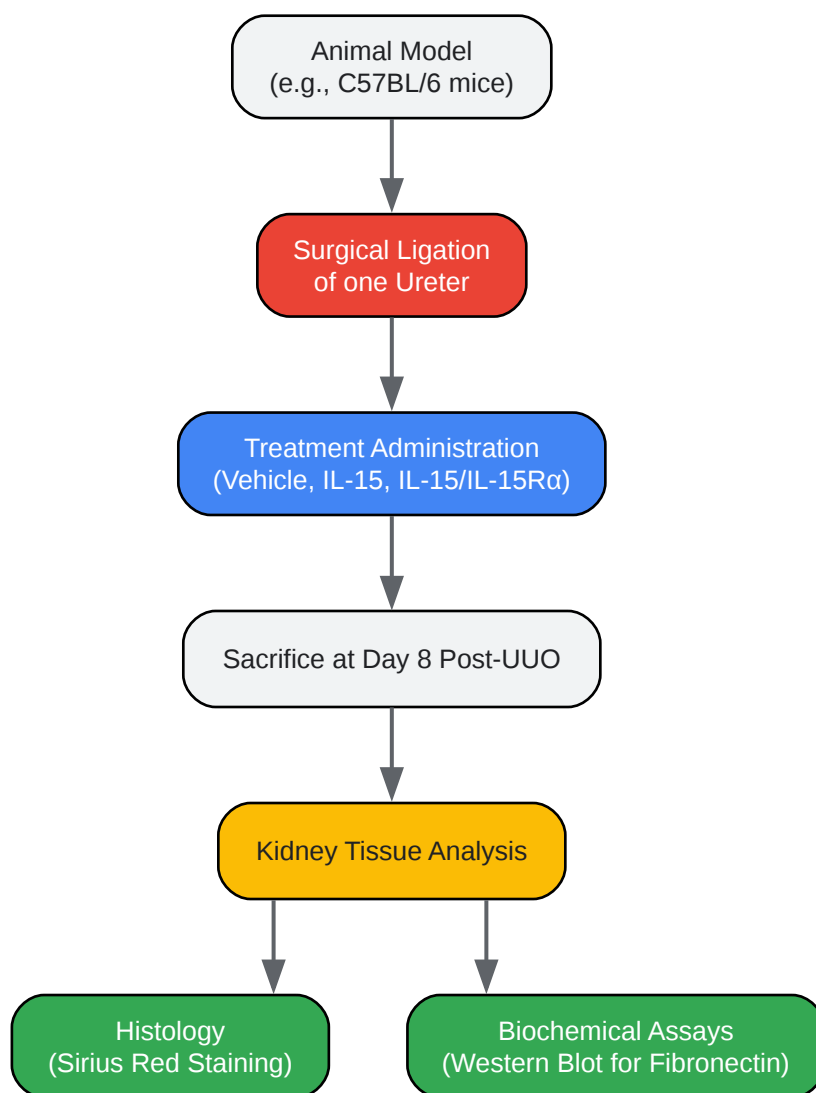 Animal Model
(e.g., C57BL/6 mice)
Surgical Ligation
of one Ureter
Treatment Administration
(Vehicle, IL-15, IL-15/IL-15Rα)
Sacrifice at Day 8 Post-UUO
Kidney Tissue Analysis
Histology
(Sirius Red Staining)
Biochemical Assays
(Western Blot for Fibronectin)